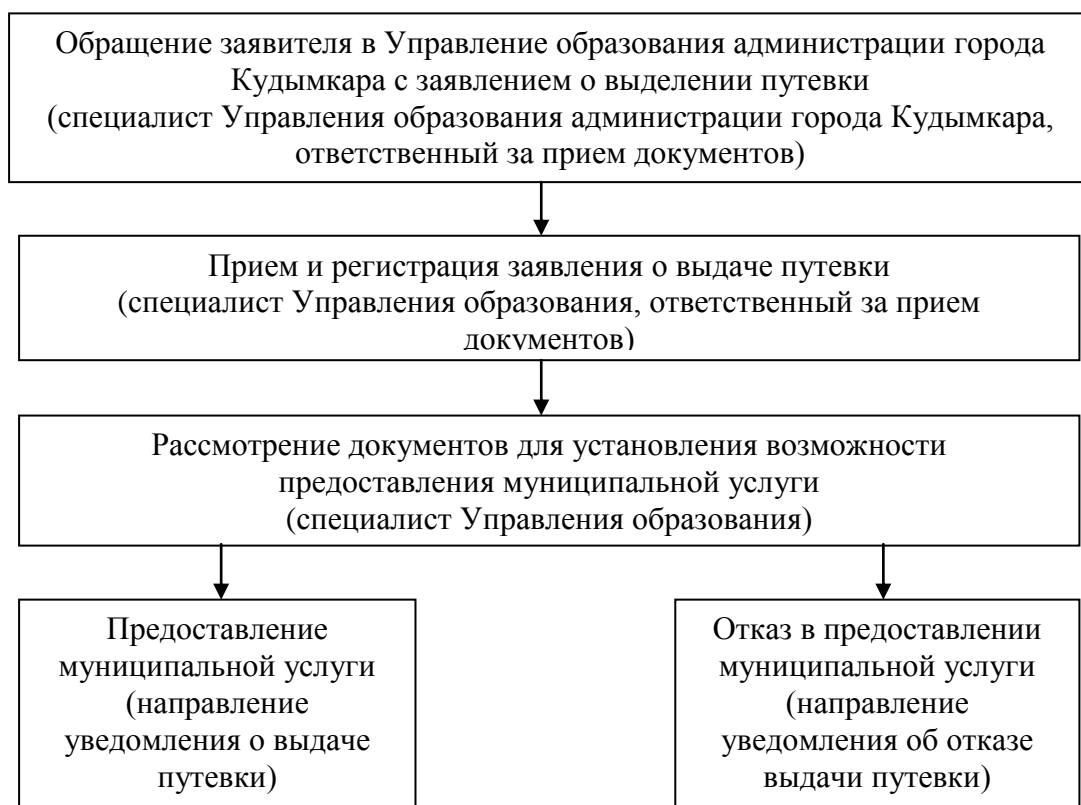 Обращение заявителя в Управление образования администрации города
Кудымкара с заявлением о выделении путевки
(специалист Управления образования администрации города Кудымкара,
ответственный за прием документов)
Прием и регистрация заявления о выдаче путевки
(специалист Управления образования, ответственный за прием
документов)
Рассмотрение документов для установления возможности
предоставления муниципальной услуги
(специалист Управления образования)
Предоставление
муниципальной услуги
(направление
уведомления о выдаче
путевки)
Отказ в предоставлении
муниципальной услуги
(направление
уведомления об отказе
выдачи путевки)